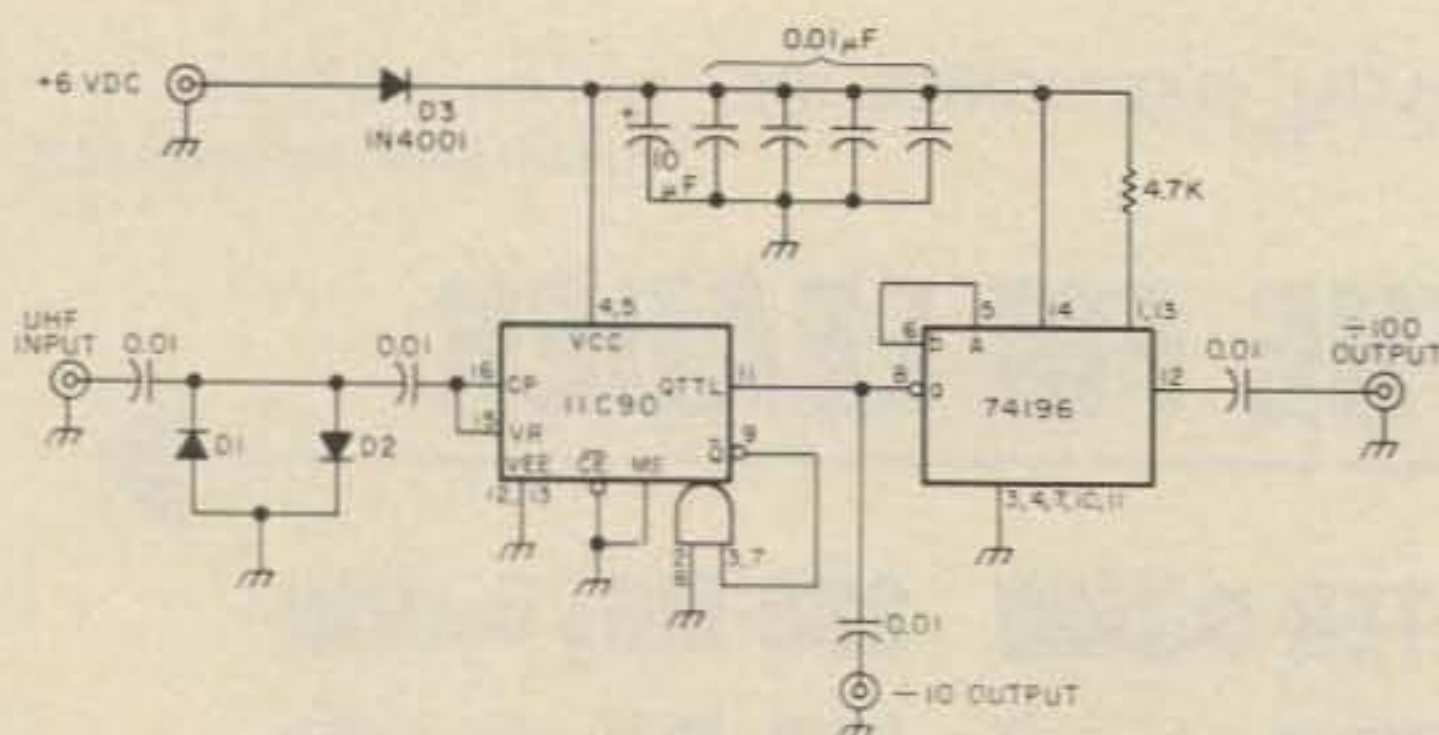 0.01µF
+6 VDC
D3
1N4001
+
10
µF
4.7K
UHF
INPUT
0.01
0.01
4,5
VCC
16
CP
QTTL
11
11C90
15
VR
VEE
CE
MS
Q
9
12, 13
3,7
D1
D2
5
6
A
14
1,13
8
74196
12
0.01
÷100
OUTPUT
3,4,7,10,11
0.01
—10 OUTPUT